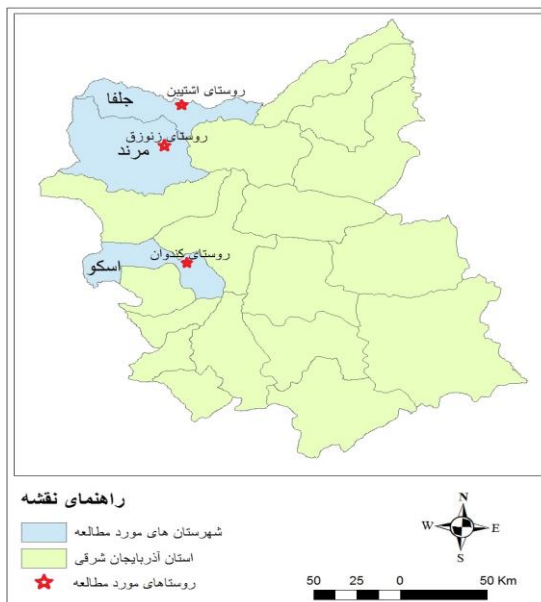 روستای اشتیبن
جلفا
روستای زنوزق
مرند
روستای کندوان
اسکو
راهنمای نقشه
شهرستان های مورد مطالعه
استان آذربایجان شرقی
روستاهای مورد مطالعه
N
W E
S
50 25 0 50 Km